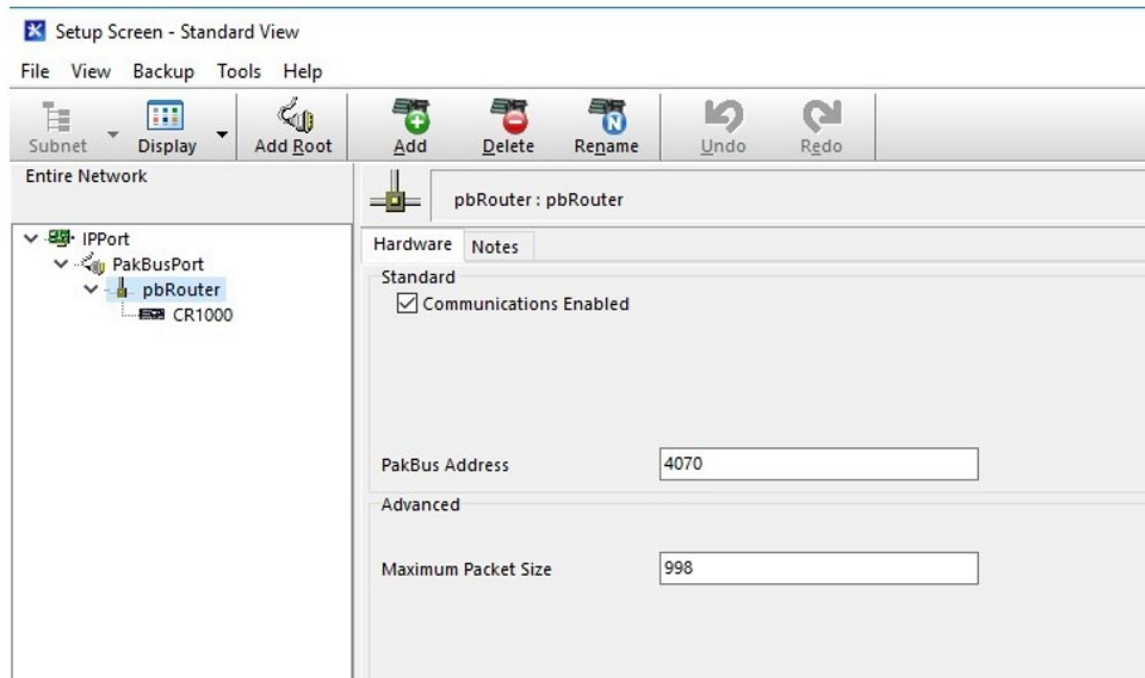 Setup Screen - Standard View
File View Backup Tools Help
Subnet Display Add Root Add Delete Rename Undo Redo
Entire Network
pbRouter : pbRouter
IPPort
PakBusPort
pbRouter
CR1000
Hardware Notes
Standard
Communications Enabled
PakBus Address 4070
Advanced
Maximum Packet Size 998